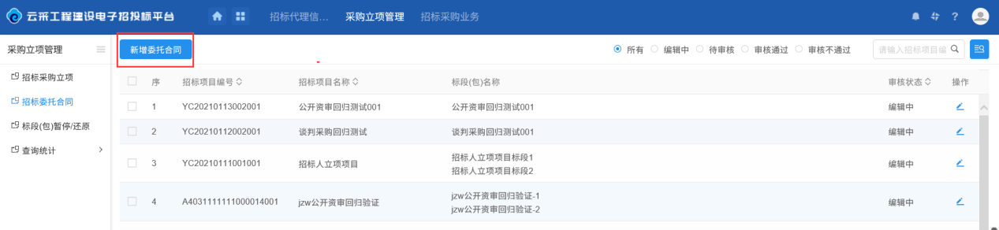 云采工程建设电子招投标平台 招标代理信... 采购立项管理 招标采购业务
采购立项管理
新增委托合同 所有 编辑中 待审核 审核通过 审核不通过 请输入招标项目编
招标采购立项
招标委托合同
标段(包)暂停/还原
查询统计
序 招标项目编号 招标项目名称 标段(包)名称 审核状态 操作
1 YC20210113002001 公开资审回归测试001 公开资审回归测试001 编辑中
2 YC20210112002001 谈判采购回归测试 谈判采购回归测试001 编辑中
3 YC20210111001001 招标人立项项目 招标人立项项目标段1 编辑中
招标人立项项目标段2
4 A4031111111000014001 jzw公开资审回归验证 jzw公开资审回归验证-1 编辑中
jzw公开资审回归验证-2